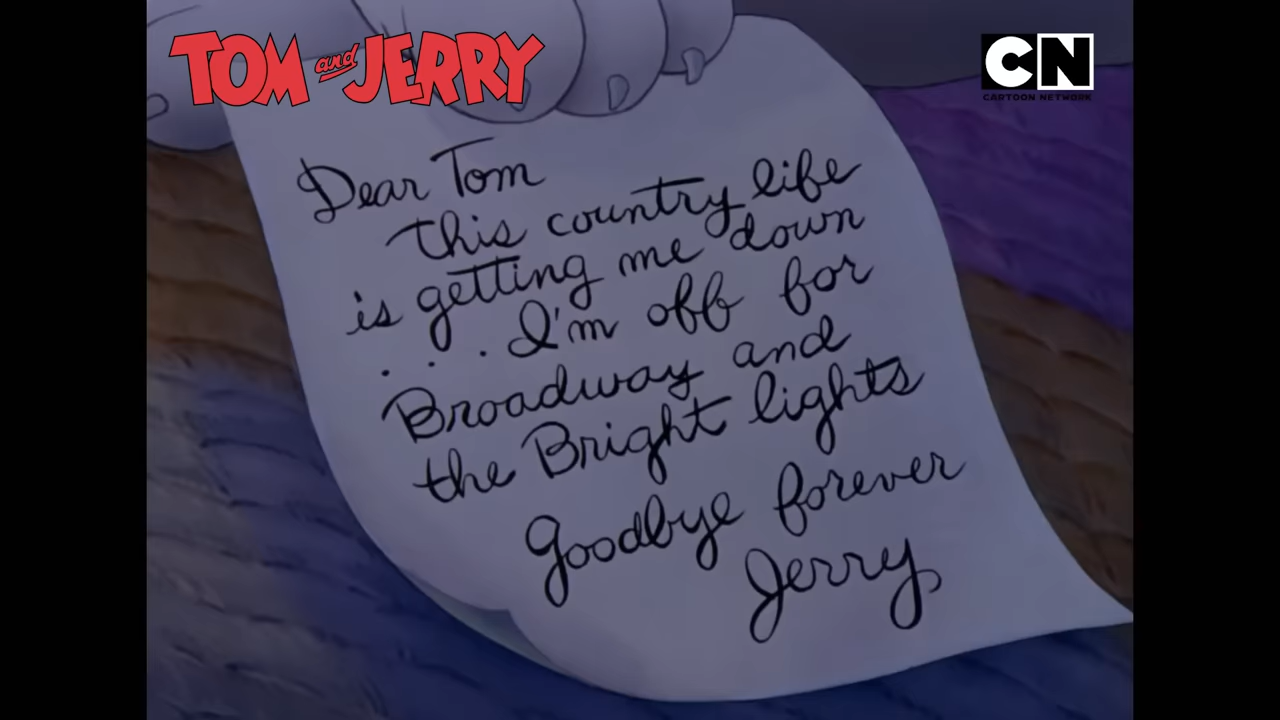 TOM and JERRY
CN
CARTOON NETWORK
Dear Tom
this country life
is getting me down
. . . I'm off for
Broadway and
the Bright lights
Goodbye forever
Jerry